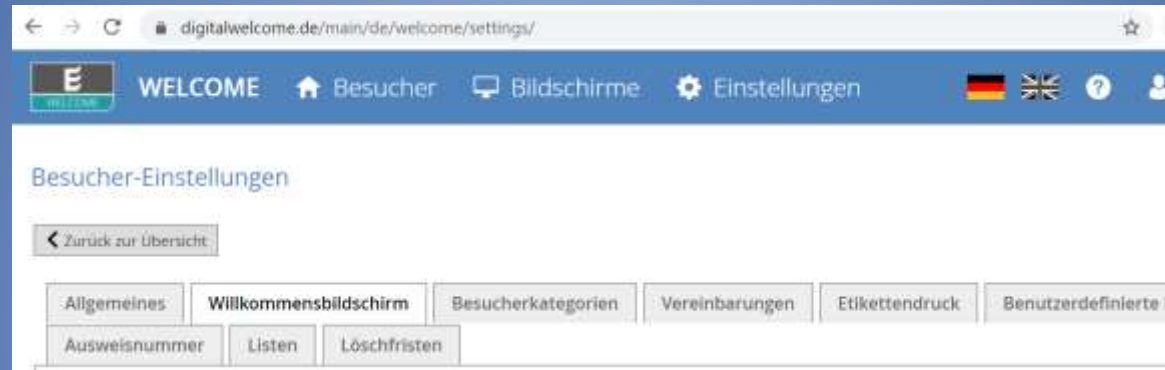 digitalwelcome.de/main/de/welcome/settings/
E
WELCOME
WELCOME Besucher Bildschirme Einstellungen ?
Besucher-Einstellungen
Zurück zur Übersicht
Allgemeines Willkommensbildschirm Besucherkategorien Vereinbarungen Etikettendruck Benutzerdefinierte
Ausweisnummer Listen Löschfristen